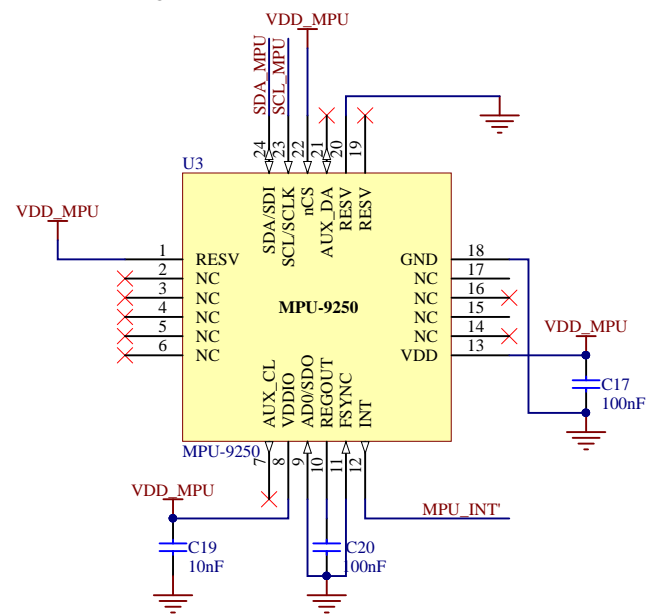 VDD_MPU
SDA_MPU
SCL_MPU
24
23
22
21
20
19
U3
SDA/SDI
SCL/SCLK
nCS
AUX_DA
RESV
RESV
VDD_MPU
1 RESV
2 NC
3 NC
4 NC
5 NC
6 NC
MPU-9250
GND 18
NC 17
NC 16
NC 15
NC 14
VDD 13
VDD_MPU
C17
100nF
AUX_CL
VDDIO
AD0/SDO
REGOUT
FSYNC
INT
MPU-9250
7
8
9
10
11
12
VDD_MPU
MPU_INT'
C19
10nF
C20
100nF